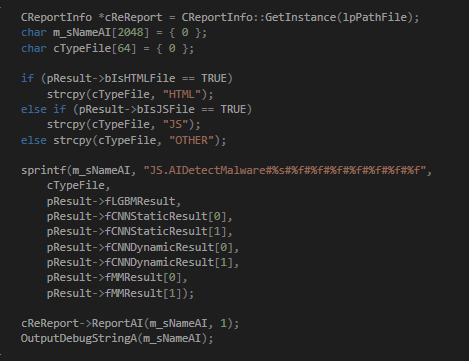 CReportInfo *cReReport = CReportInfo::GetInstance(lpPathFile);
char m_sNameAI[2048] = { 0 };
char cTypeFile[64] = { 0 };
if (pResult->bIsHTMLFile == TRUE)
strcpy(cTypeFile, "HTML");
else if (pResult->bIsJSFile == TRUE)
strcpy(cTypeFile, "JS");
else strcpy(cTypeFile, "OTHER");
sprintf(m_sNameAI, "JS.AIDetectMalware#%s#%f#%f#%f#%f#%f#%f#%f",
cTypeFile,
pResult->fLGBMResult,
pResult->fCNNStaticResult[0],
pResult->fCNNStaticResult[1],
pResult->fCNNDynamicResult[0],
pResult->fCNNDynamicResult[1],
pResult->fMMResult[0],
pResult->fMMResult[1]);
cReReport->ReportAI(m_sNameAI, 1);
OutputDebugStringA(m_sNameAI);